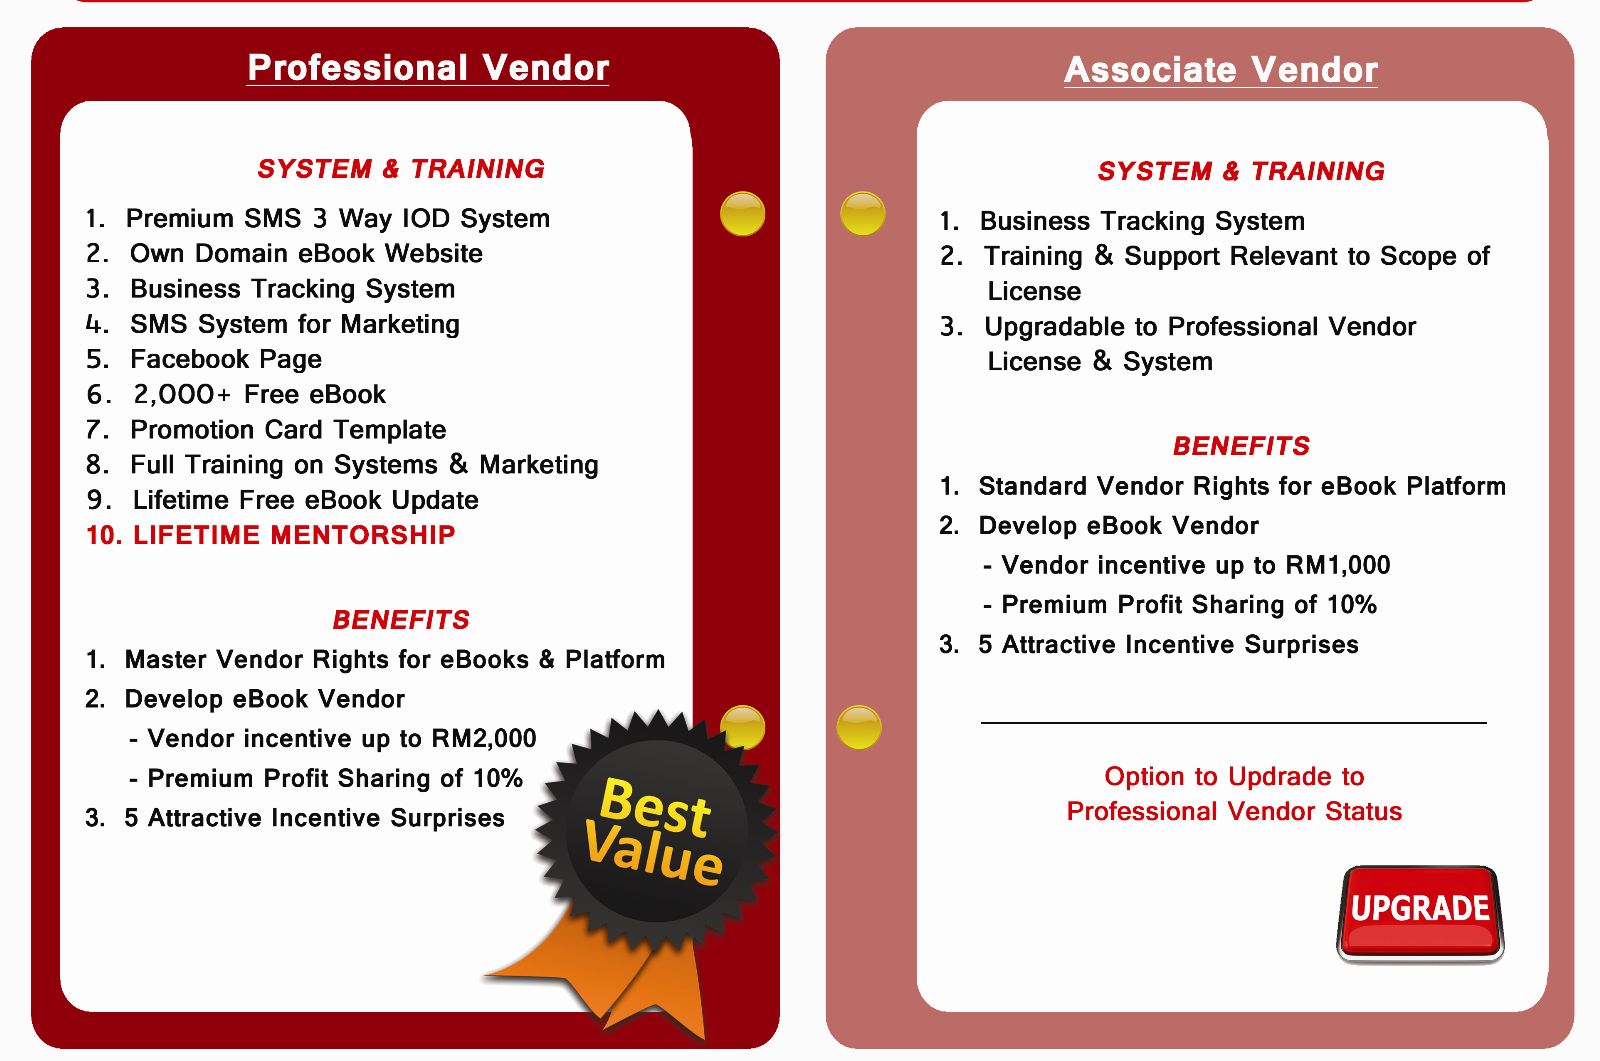 Professional Vendor
SYSTEM & TRAINING
1. Premium SMS 3 Way IOD System
2. Own Domain eBook Website
3. Business Tracking System
4. SMS System for Marketing
5. Facebook Page
6. 2,000+ Free eBook
7. Promotion Card Template
8. Full Training on Systems & Marketing
9. Lifetime Free eBook Update
10. LIFETIME MENTORSHIP
BENEFITS
1. Master Vendor Rights for eBooks & Platform
2. Develop eBook Vendor
- Vendor incentive up to RM2,000
- Premium Profit Sharing of 10%
3. 5 Attractive Incentive Surprises
Best
Value
Associate Vendor
SYSTEM & TRAINING
1. Business Tracking System
2. Training & Support Relevant to Scope of
License
3. Upgradable to Professional Vendor
License & System
BENEFITS
1. Standard Vendor Rights for eBook Platform
2. Develop eBook Vendor
- Vendor incentive up to RM1,000
- Premium Profit Sharing of 10%
3. 5 Attractive Incentive Surprises
Option to Updrade to
Professional Vendor Status
UPGRADE